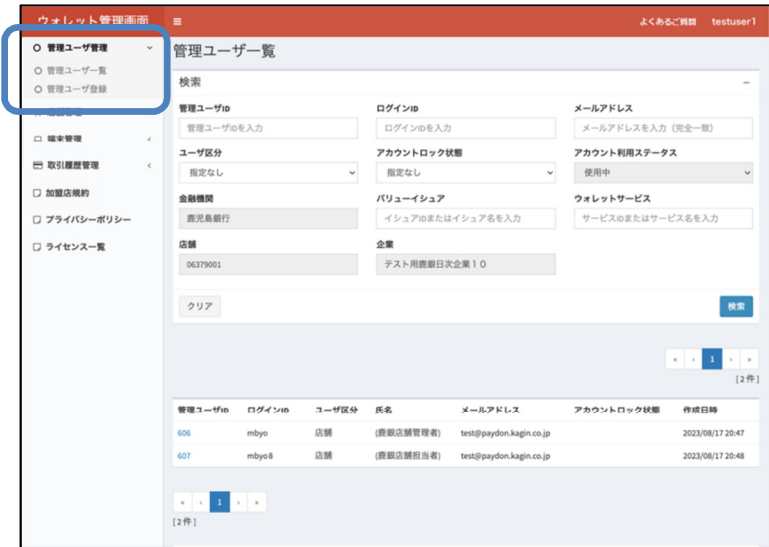 ウォレット管理画面
よくあるご質問 testuser1
管理ユーザ管理
管理ユーザ一覧
管理ユーザ登録
端末管理
取引履歴管理
加盟店規約
プライバシーポリシー
ライセンス一覧
管理ユーザ一覧
検索
管理ユーザID ログインID メールアドレス
管理ユーザIDを入力 ログインIDを入力 メールアドレスを入力（完全一致）
ユーザ区分 アカウントロック状態 アカウント利用ステータス
指定なし 指定なし 使用中
金融機関 バリューイシュア ウォレットサービス
鹿児島銀行 イシュアIDまたはイシュア名を入力 サービスIDまたはサービス名を入力
店舗 企業
06379001 テスト用鹿銀日次企業１０
クリア 検索
« ‹ 1 › »
[2件]
管理ユーザID ログインID ユーザ区分 氏名 メールアドレス アカウントロック状態 作成日時
606 mbyo 店舗 (鹿銀店舗管理者) test@paydon.kagin.co.jp 2023/08/17 20:47
607 mbyo8 店舗 (鹿銀店舗担当者) test@paydon.kagin.co.jp 2023/08/17 20:48
« ‹ 1 › »
[2件]